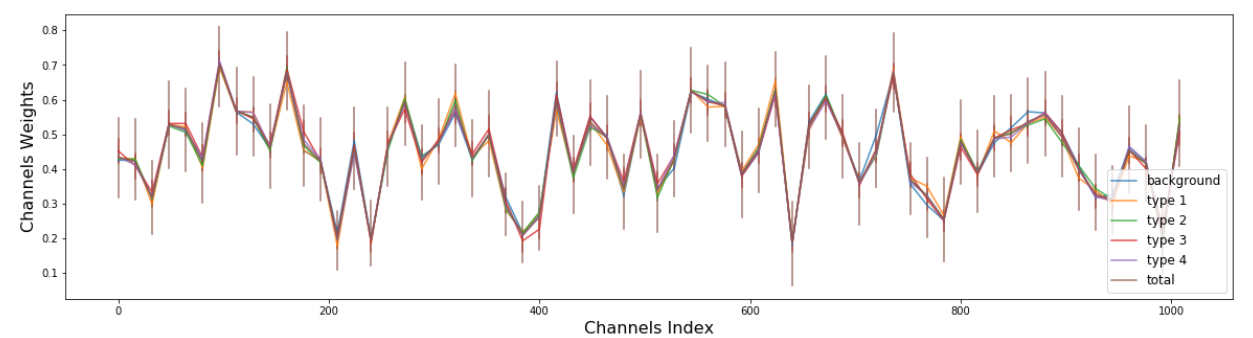 Channels Weights
0.8
0.7
0.6
0.5
0.4
0.3
0.2
0.1
background
type 1
type 2
type 3
type 4
total
0 200 400 600 800 1000
Channels Index